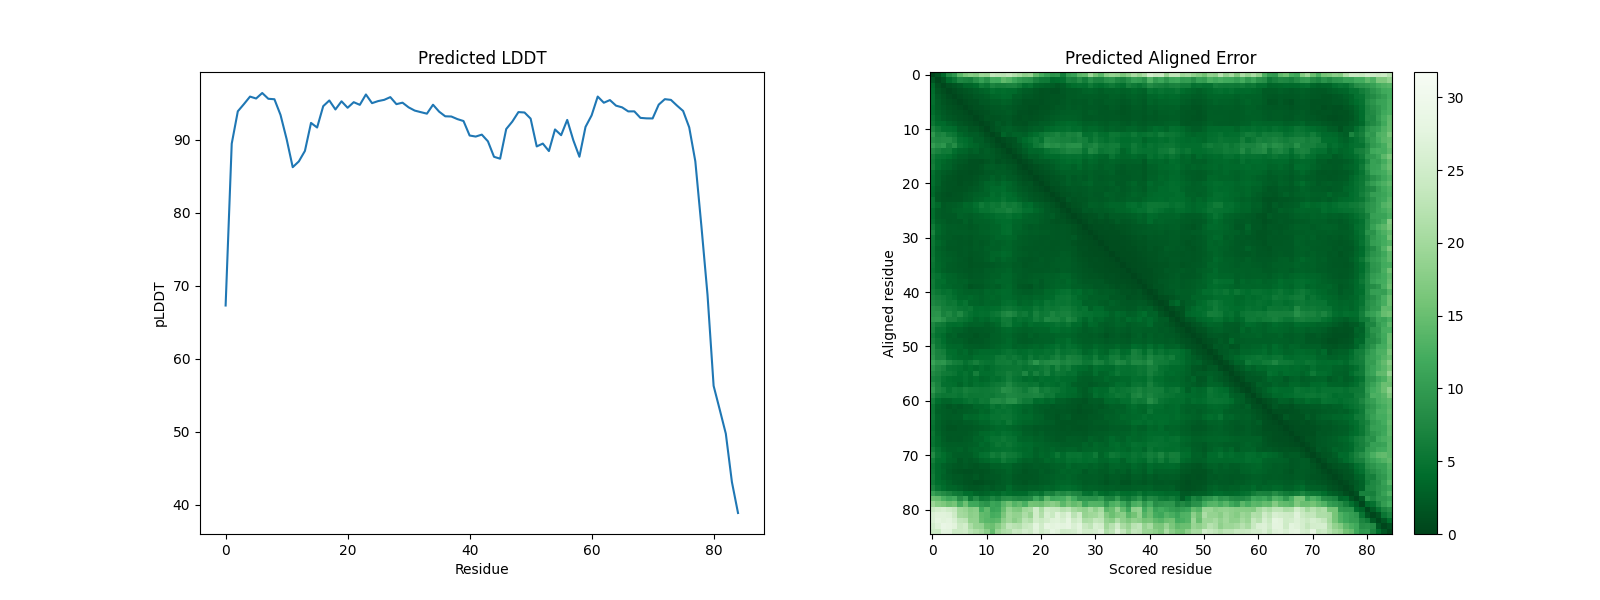 Predicted LDDT
pLDDT
90
80
70
60
50
40
0 20 40 60 80
Residue
Predicted Aligned Error
Aligned residue
0
10
20
30
40
50
60
70
80
0 10 20 30 40 50 60 70 80
Scored residue
30
25
20
15
10
5
0